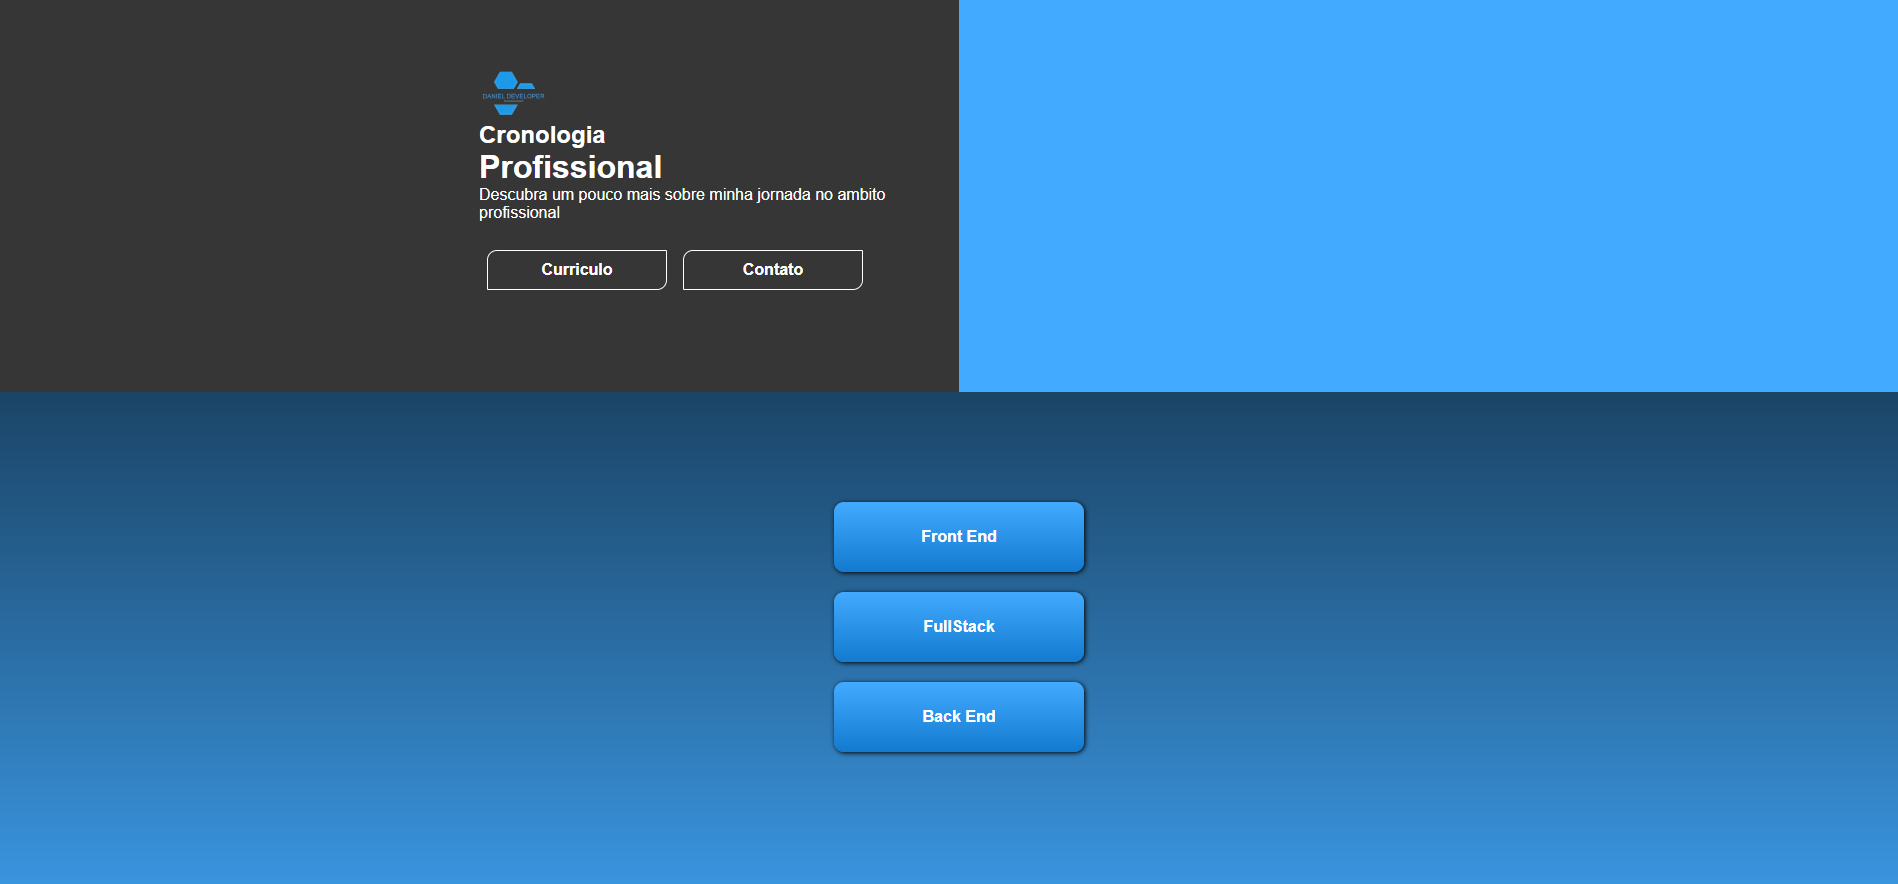 DANIEL DEVELOPER
Cronologia
Profissional
Descubra um pouco mais sobre minha jornada no ambito
profissional
Curriculo
Contato
Front End
FullStack
Back End